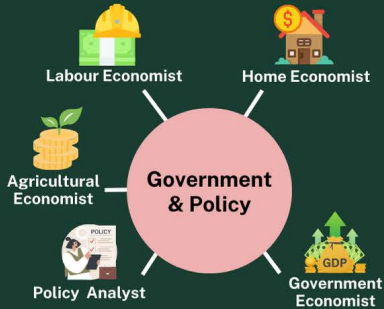 Labour Economist
Home Economist
Agricultural
Economist
Government
& Policy
POLICY
Policy Analyst
GDP
Government
Economist